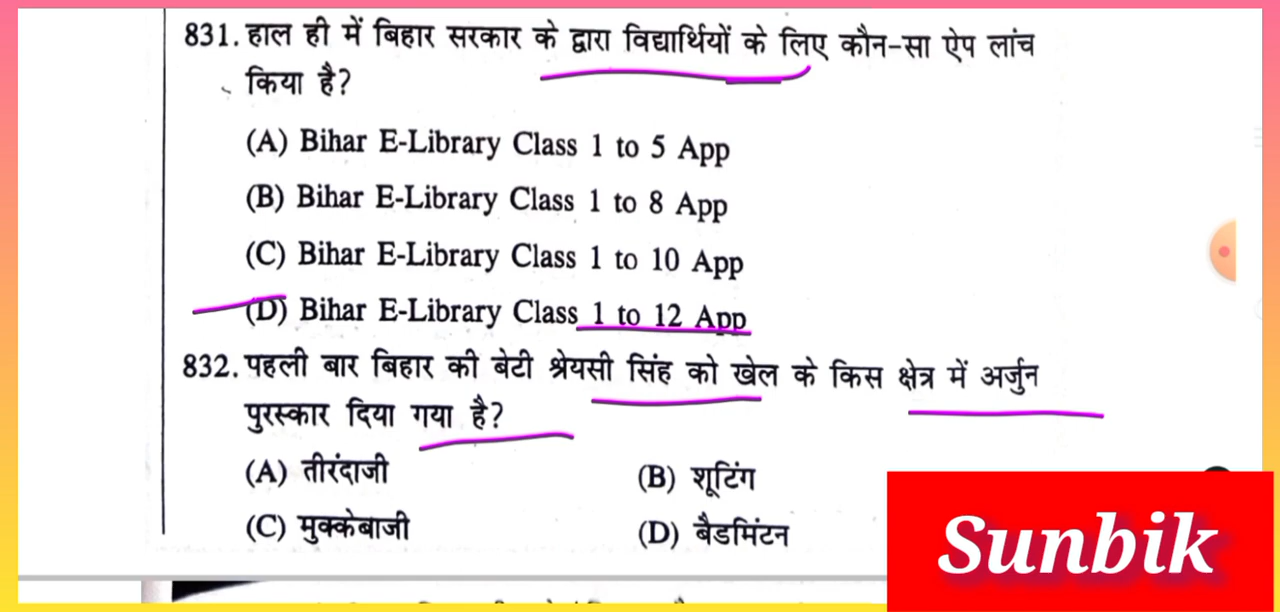 831. हाल ही में बिहार सरकार के द्वारा विद्यार्थियों के लिए कौन-सा ऐप लांच
किया है?
(A) Bihar E-Library Class 1 to 5 App
(B) Bihar E-Library Class 1 to 8 App
(C) Bihar E-Library Class 1 to 10 App
(D) Bihar E-Library Class 1 to 12 App
832. पहली बार बिहार की बेटी श्रेयसी सिंह को खेल के किस क्षेत्र में अर्जुन
पुरस्कार दिया गया है?
(A) तीरंदाजी (B) शूटिंग
(C) मुक्केबाजी (D) बैडमिंटन
Sunbik